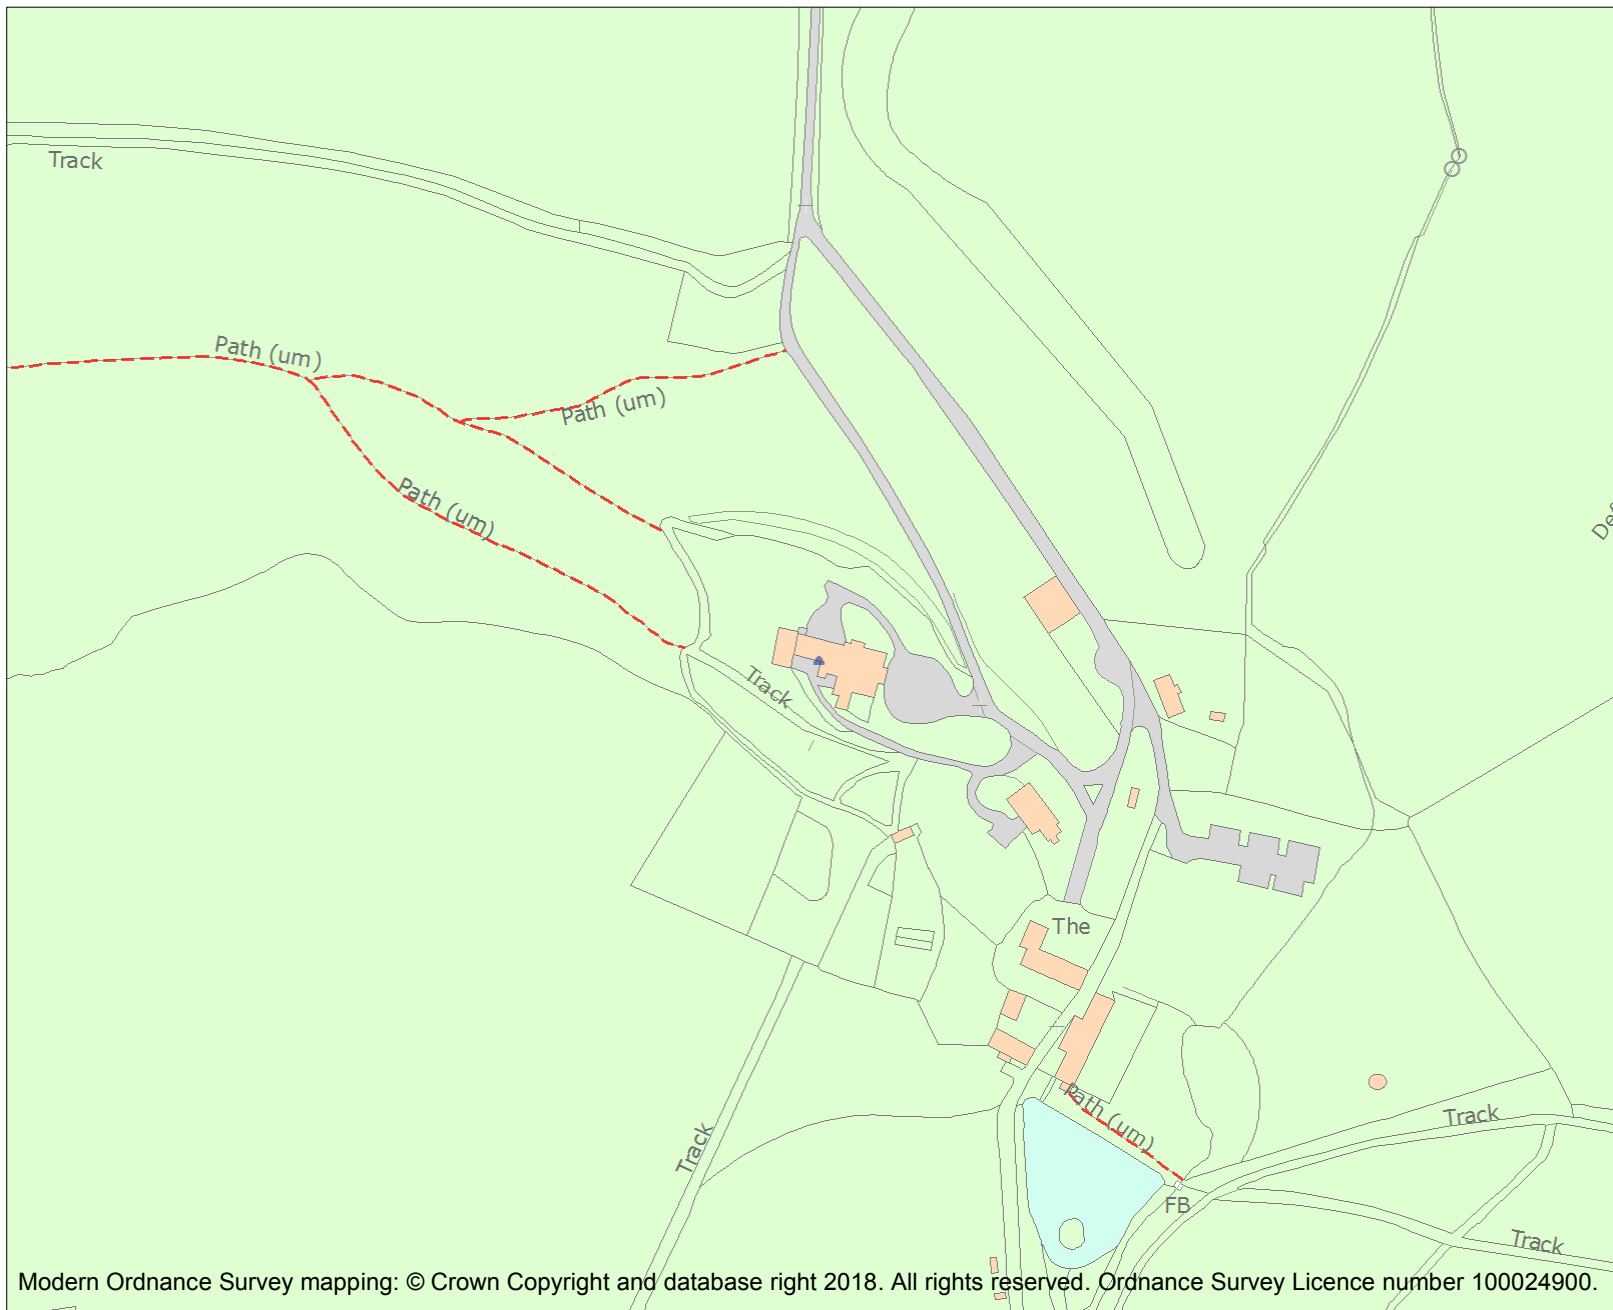 Track
Path (um)
Path (um)
Path (um)
Track
The
Path (um)
Track
Track
FB
Track
Modern Ordnance Survey mapping: © Crown Copyright and database right 2018. All rights reserved. Ordnance Survey Licence number 100024900.